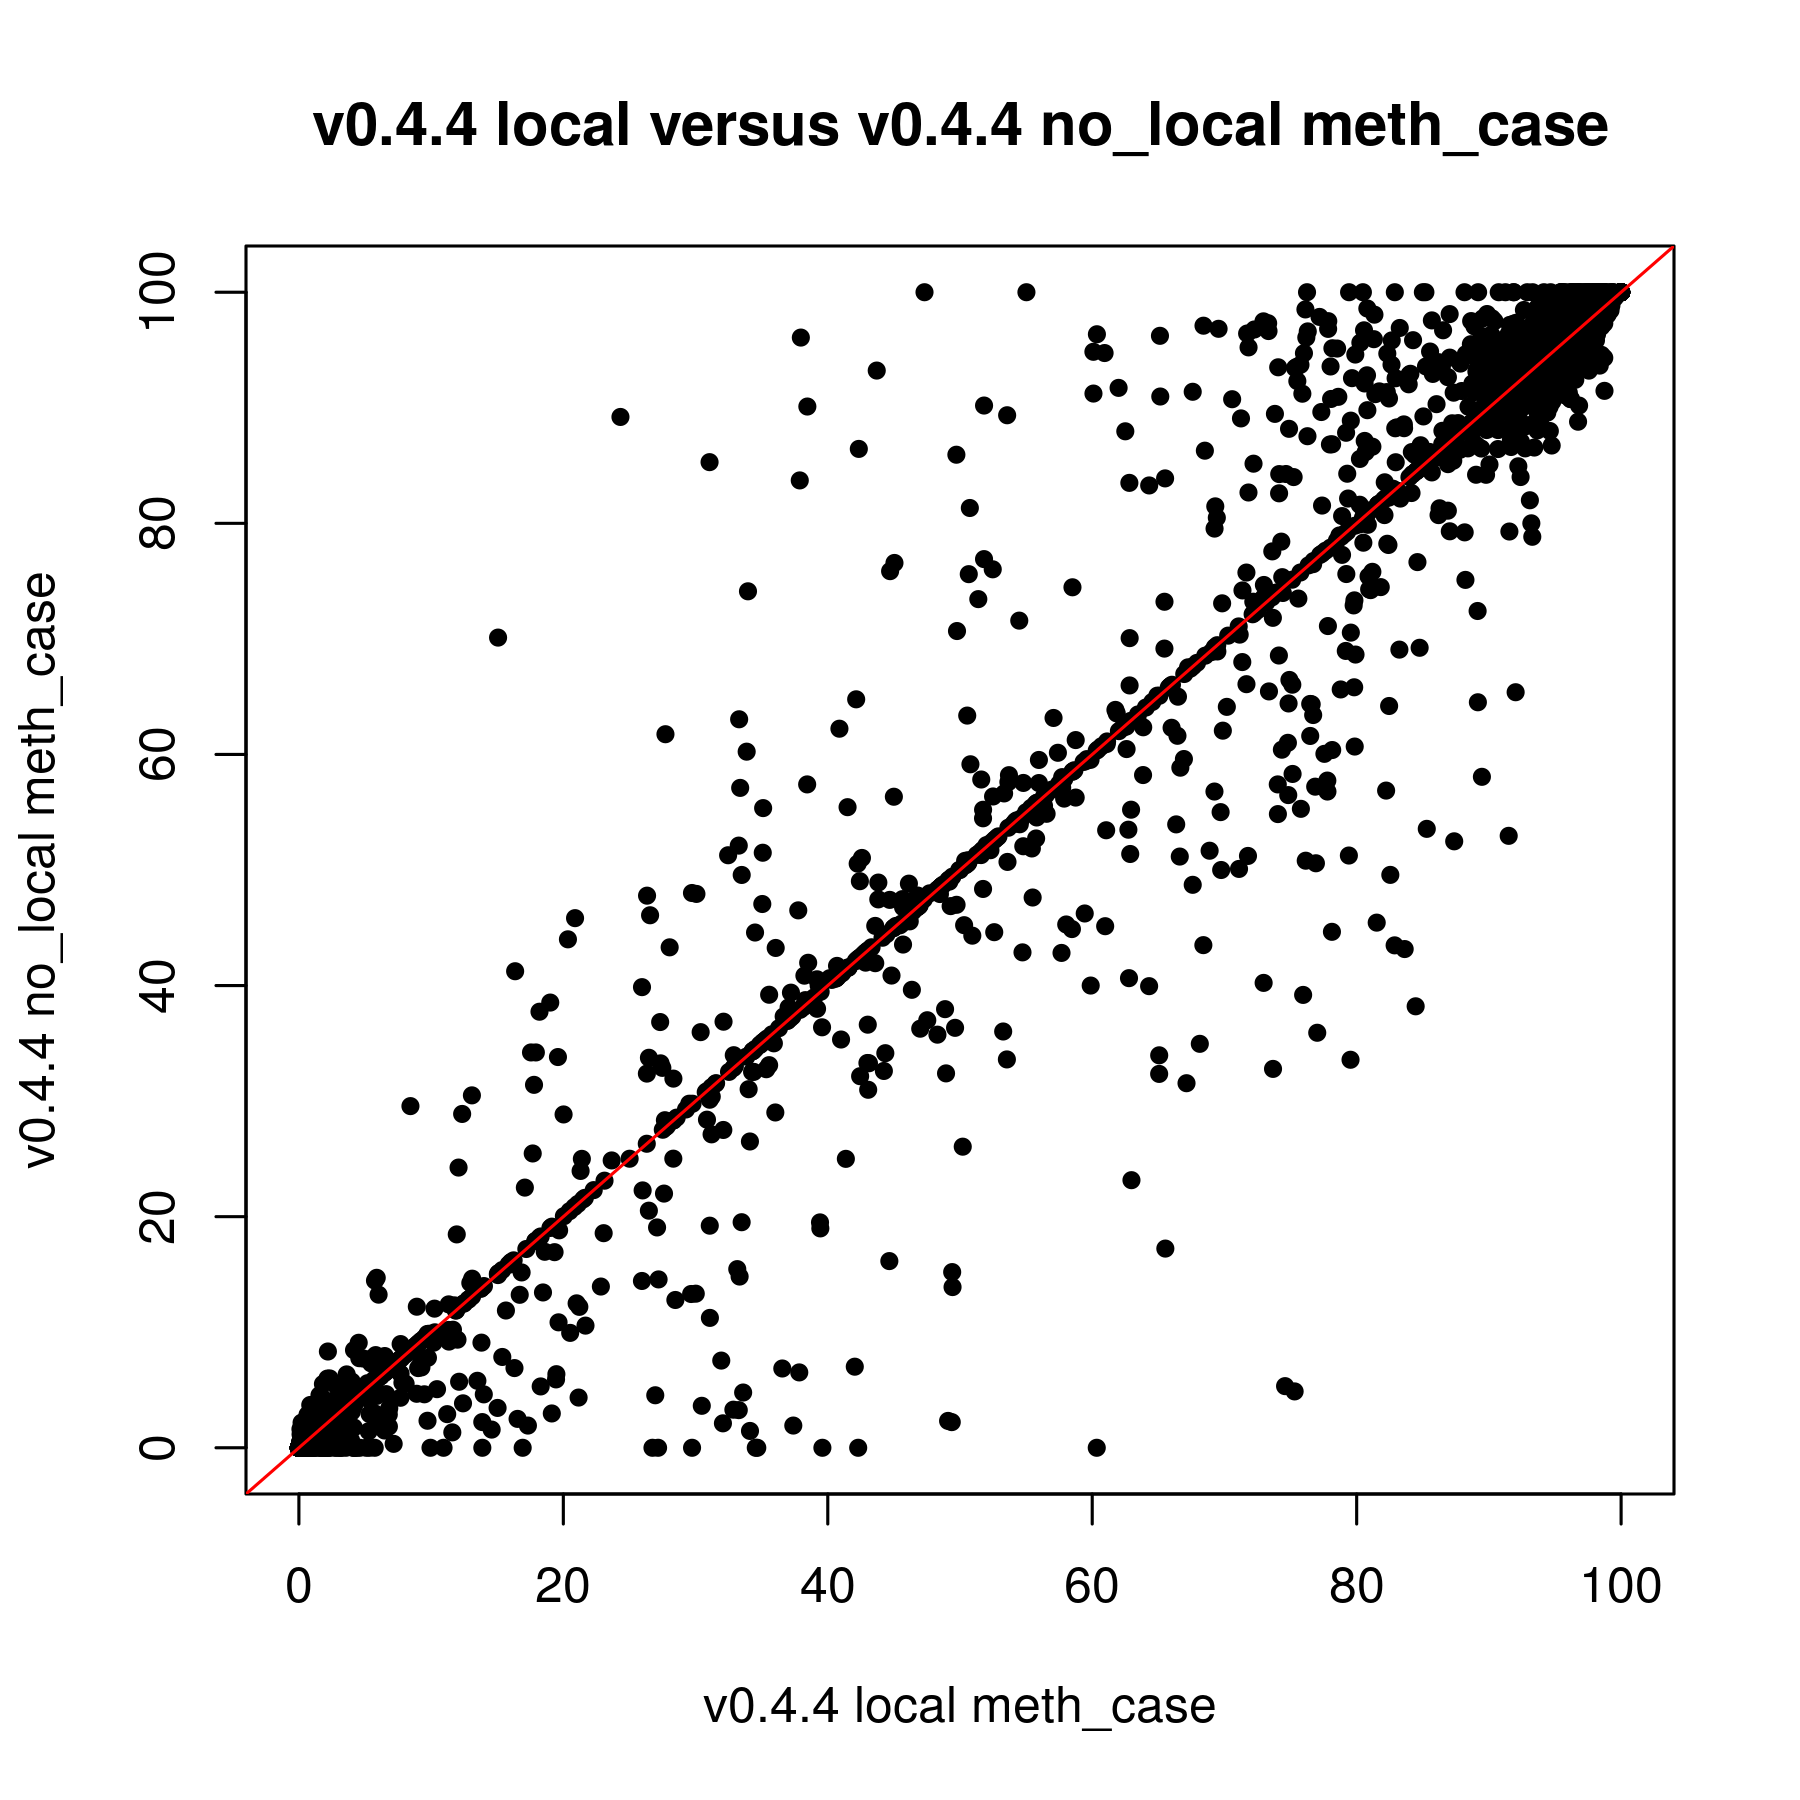 v0.4.4 local versus v0.4.4 no_local meth_case
v0.4.4 no_local meth_case
100
80
60
40
20
0
0 20 40 60 80 100
v0.4.4 local meth_case